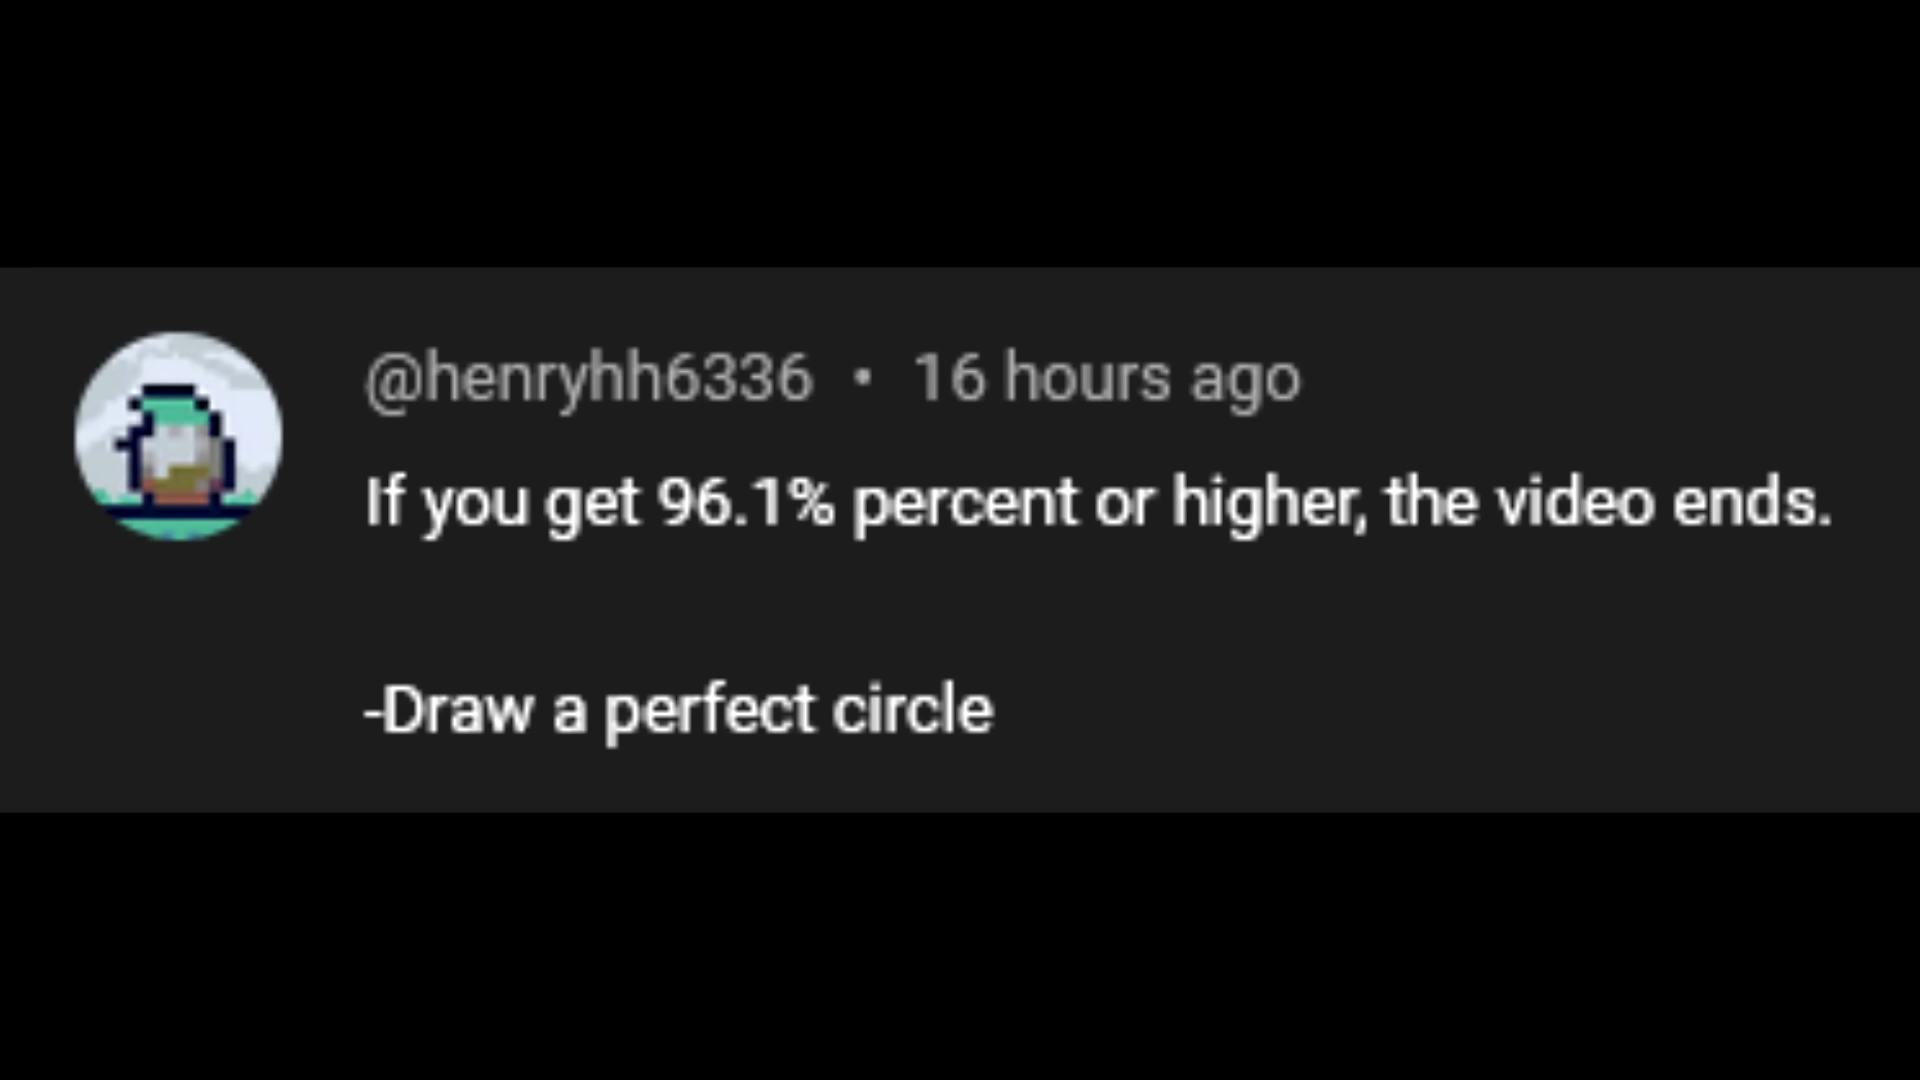 @henryhh6336 • 16 hours ago
If you get 96.1% percent or higher, the video ends.
-Draw a perfect circle